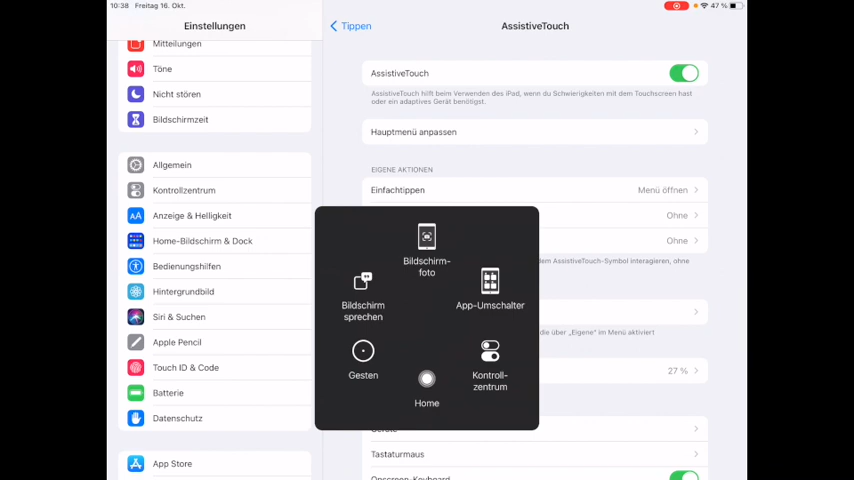 10:38 Freitag 16. Okt.
47 %
Einstellungen
Mitteilungen
Töne
Nicht stören
Bildschirmzeit
Allgemein
Kontrollzentrum
Anzeige & Helligkeit
Home-Bildschirm & Dock
Bedienungshilfen
Hintergrundbild
Siri & Suchen
Apple Pencil
Touch ID & Code
Batterie
Datenschutz
App Store
Tippen
AssistiveTouch
AssistiveTouch
AssistiveTouch hilft beim Verwenden des iPad, wenn du Schwierigkeiten mit dem Touchscreen hast
oder ein adaptives Gerät benötigst.
Hauptmenü anpassen
EIGENE AKTIONEN
Einfachtippen
Menü öffnen
Ohne
Ohne
dem AssistiveTouch-Symbol interagieren, ohne
die über „Eigene“ im Menü aktiviert
27 %
Geräte
Tastaturmaus
Onscreen-Keyboard
Bildschirm-
foto
Bildschirm
sprechen
App-Umschalter
Gesten
Kontroll-
zentrum
Home